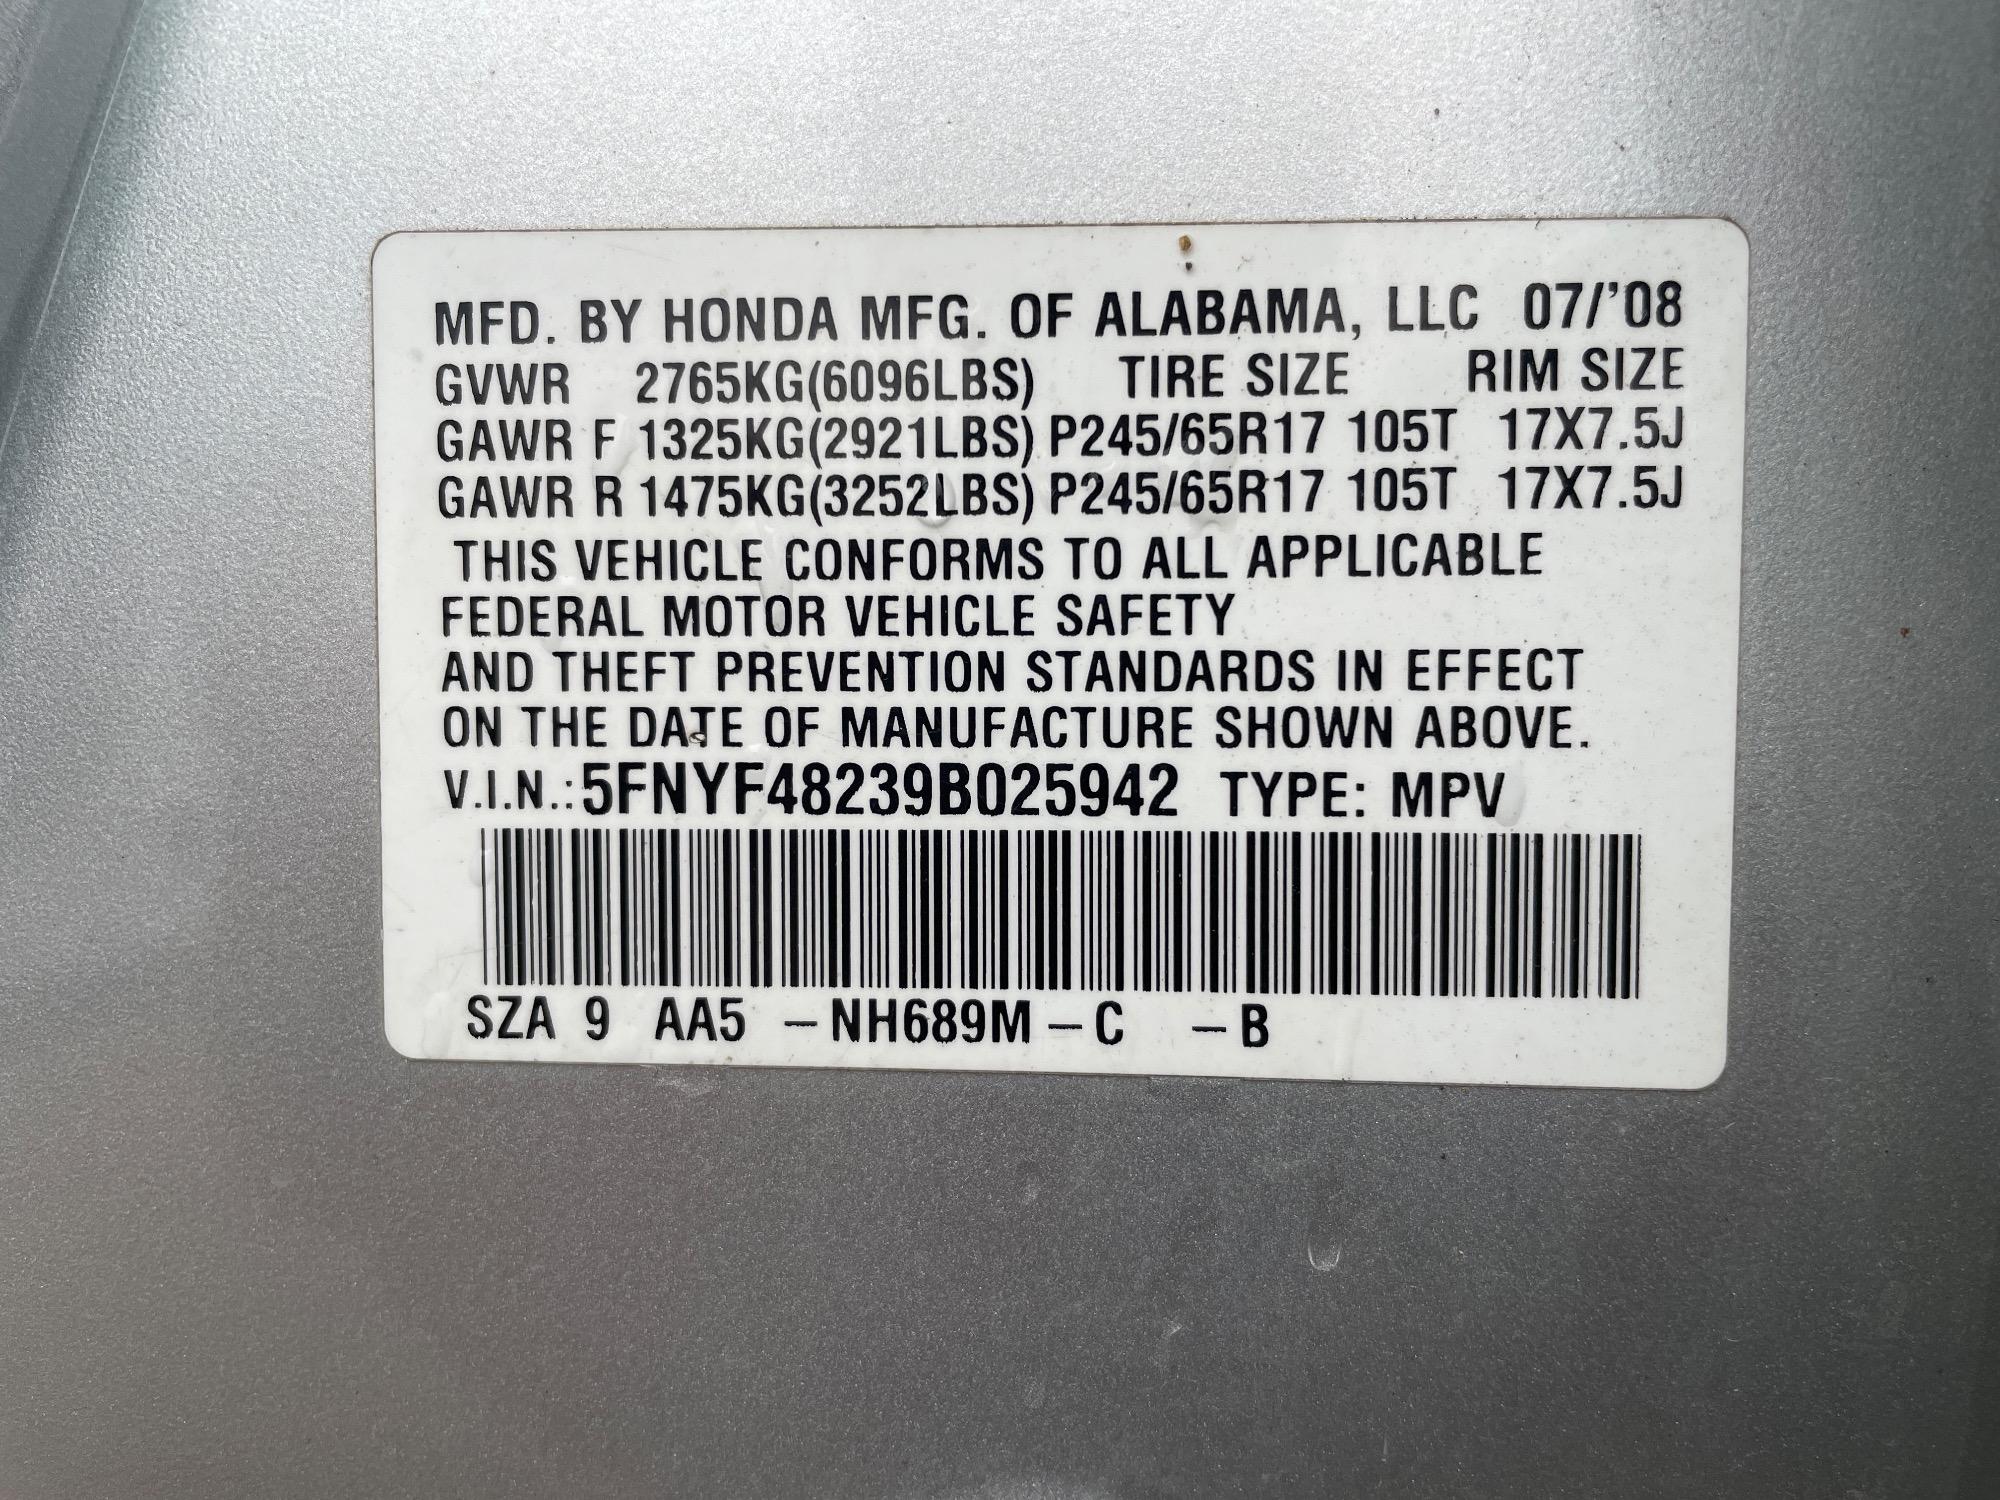 MFD. BY HONDA MFG. OF ALABAMA, LLC 07/'08
GVWR 2765KG(6096LBS) TIRE SIZE RIM SIZE
GAWR F 1325KG(2921LBS) P245/65R17 105T 17X7.5J
GAWR R 1475KG(3252LBS) P245/65R17 105T 17X7.5J
THIS VEHICLE CONFORMS TO ALL APPLICABLE
FEDERAL MOTOR VEHICLE SAFETY
AND THEFT PREVENTION STANDARDS IN EFFECT
ON THE DATE OF MANUFACTURE SHOWN ABOVE.
V.I.N.:5FNYF48239B025942 TYPE: MPV
SZA 9 AA5 –NH689M–C –B